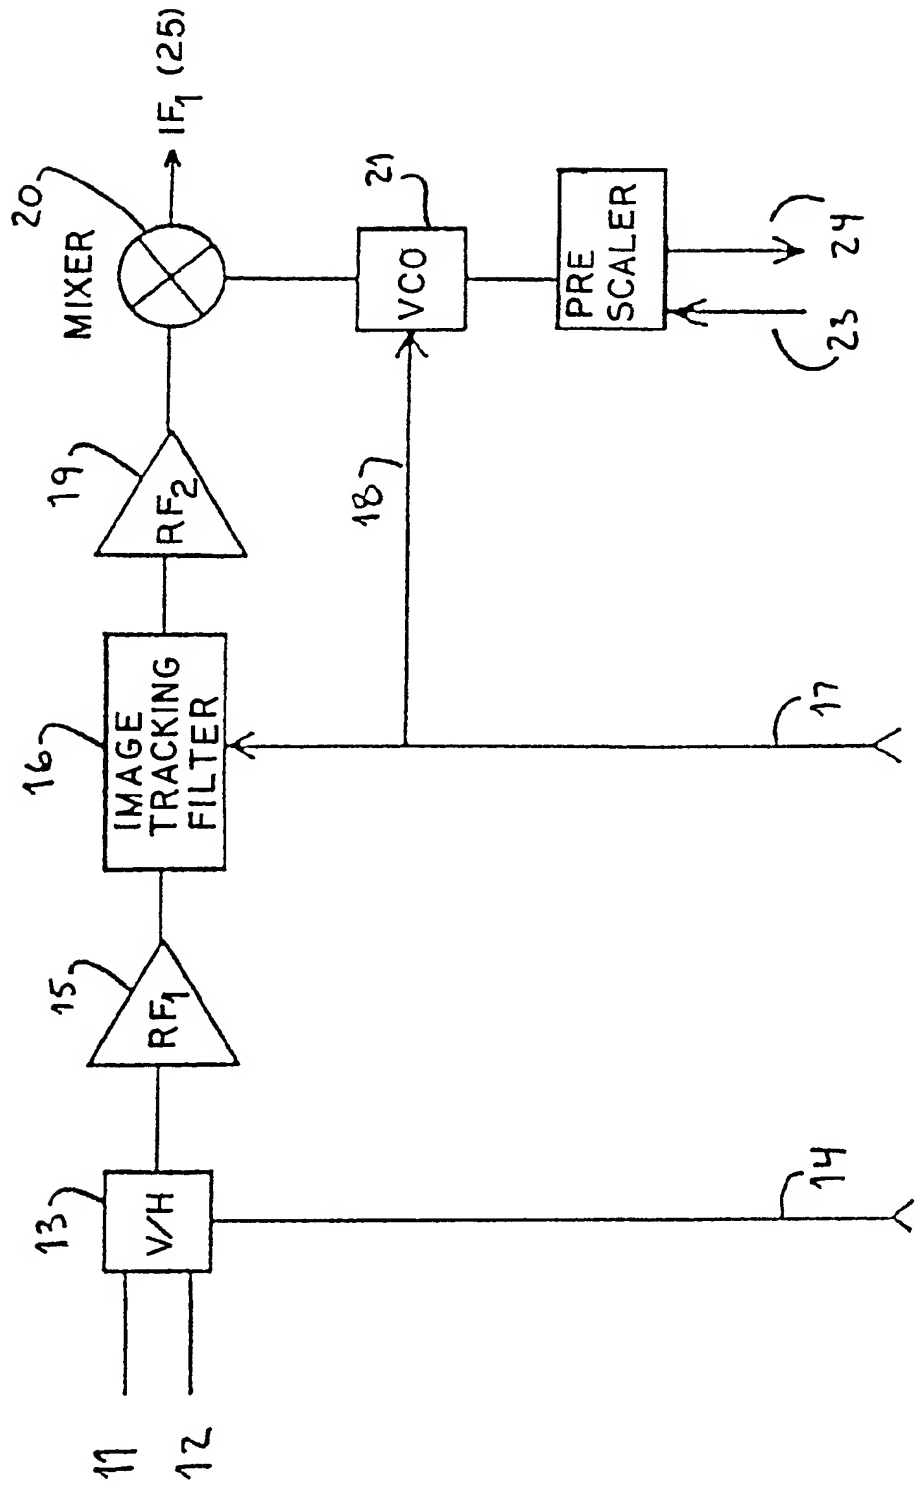 11
12
13
V/H
14
15
RF1
16
IMAGE
TRACKING
FILTER
17
18
19
RF2
MIXER
20
IF1 (25)
21
VCO
PRE
SCALER
23
24